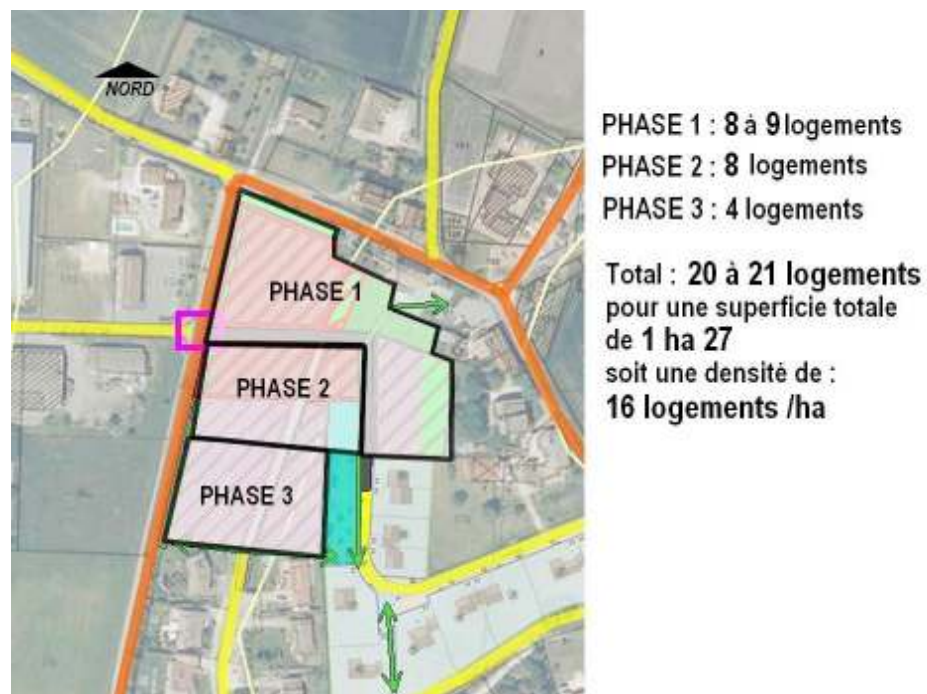 NORD
PHASE 1
PHASE 2
PHASE 3
PHASE 1 : 8 à 9 logements
PHASE 2 : 8 logements
PHASE 3 : 4 logements
Total : 20 à 21 logements
pour une superficie totale
de 1 ha 27
soit une densité de :
16 logements /ha